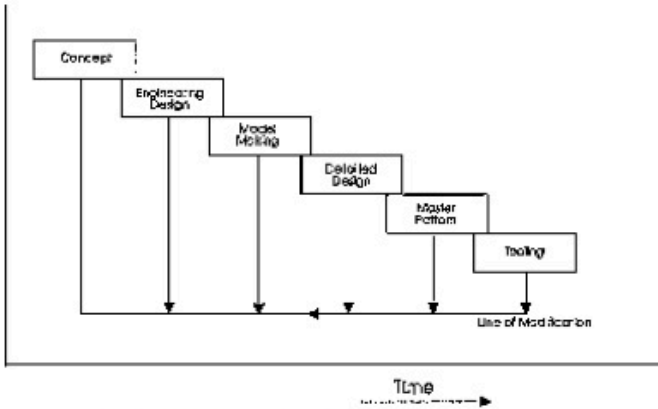 Concept
Engineering
Design
Model
Making
Detailed
Design
Master
Pattern
Tooling
Line of Modification
Time